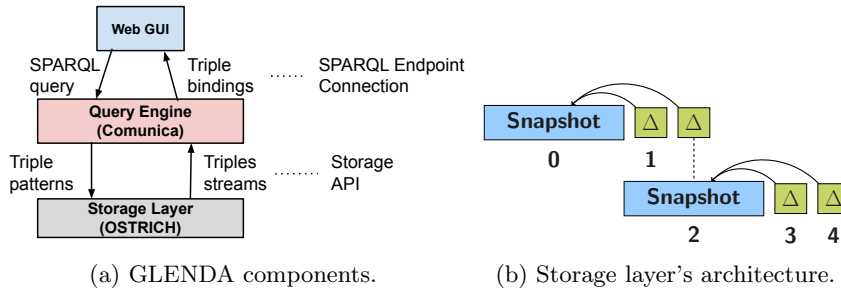 Web GUI
SPARQL
query
Triple
bindings
SPARQL Endpoint
Connection
Query Engine
(Comunica)
Triple
patterns
Triples
streams
Storage
API
Storage Layer
(OSTRICH)
(a) GLENDA components.
Snapshot
Δ
Δ
0
1
Snapshot
Δ
Δ
2
3
4
(b) Storage layer's architecture.